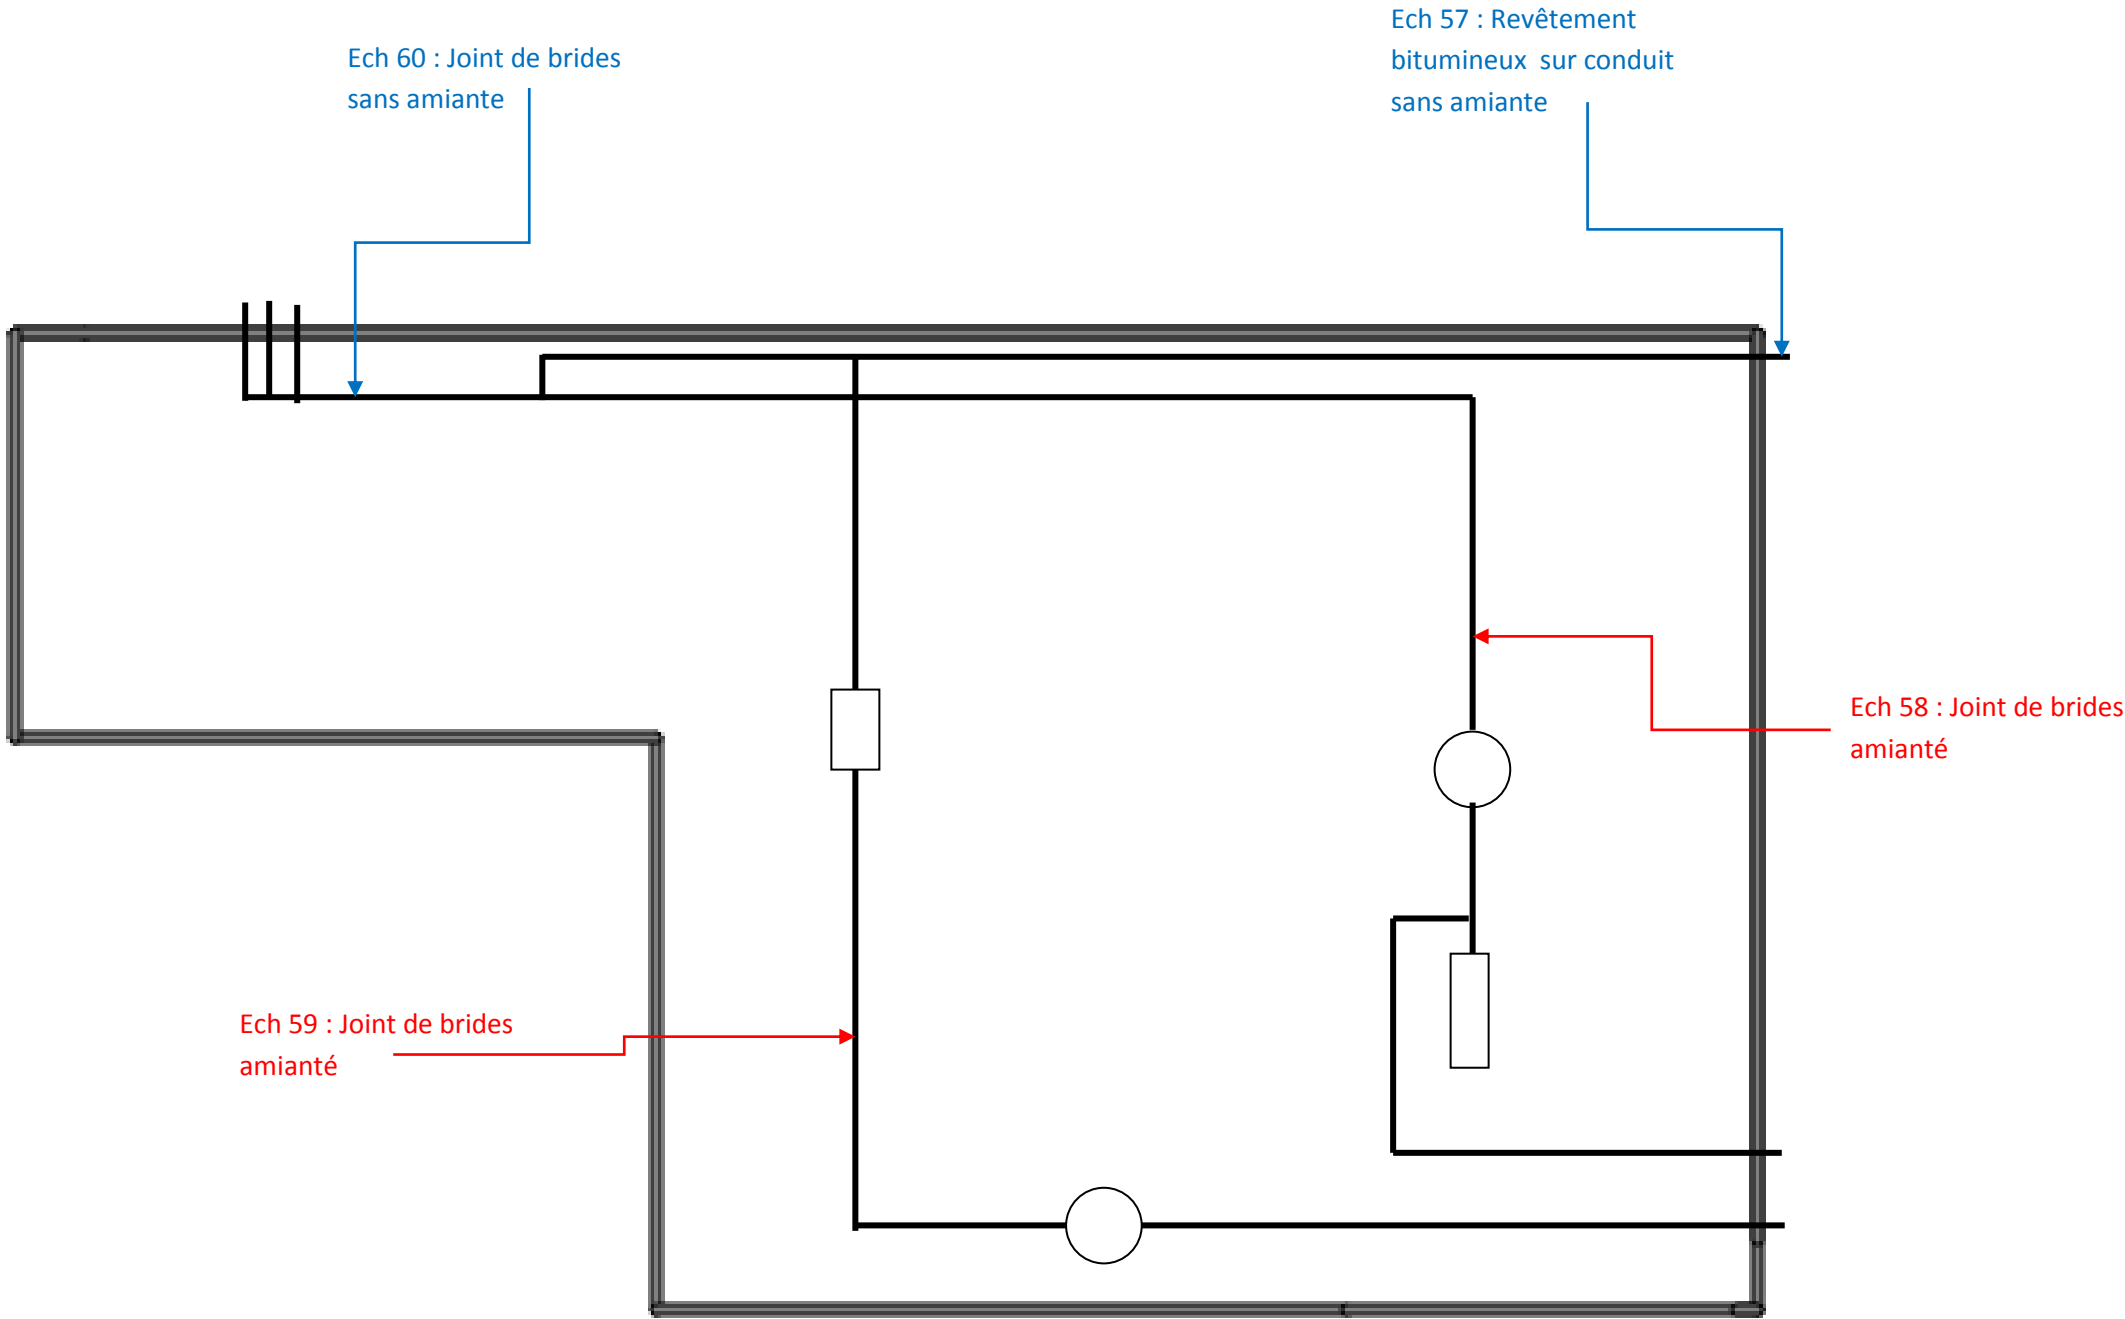 Ech 57 : Revêtement
bitumineux  sur conduit
sans amiante
Ech 60 : Joint de brides
sans amiante
Ech 58 : Joint de brides
amianté
Ech 59 : Joint de brides
amianté